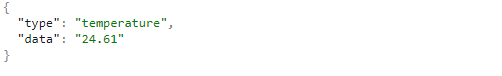 {
  "type": "temperature",
  "data": "24.61"
}